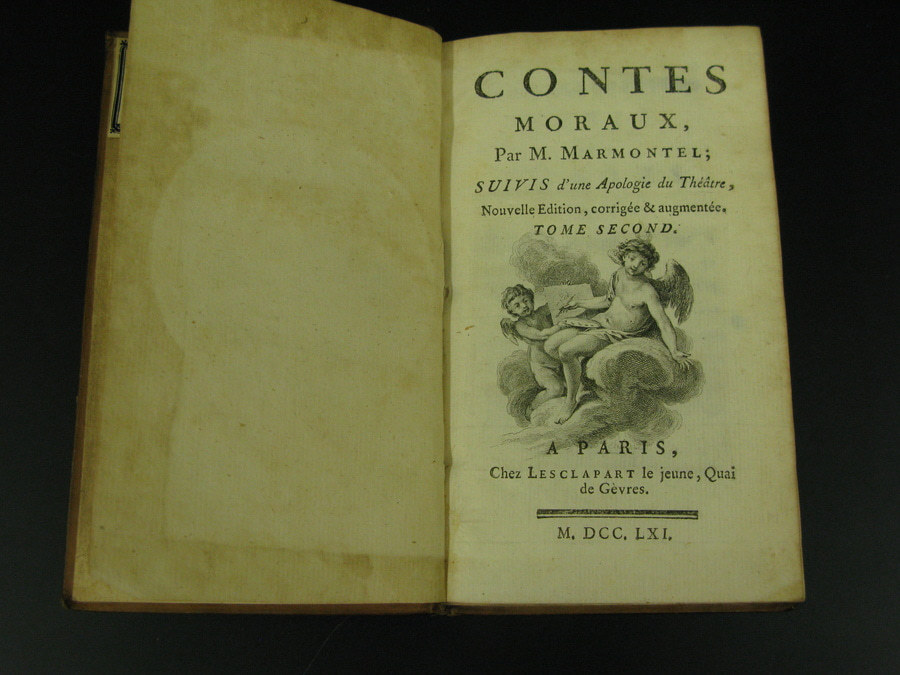 CONTES
MORAUX,
Par M. MARMONTEL;
SUIVIS d'une Apologie du Théâtre,
Nouvelle Edition, corrigée & augmentée.
TOME SECOND.
A PARIS,
Chez LESCLAPART le jeune, Quai
de Gèvres.
M. DCC. LXI.